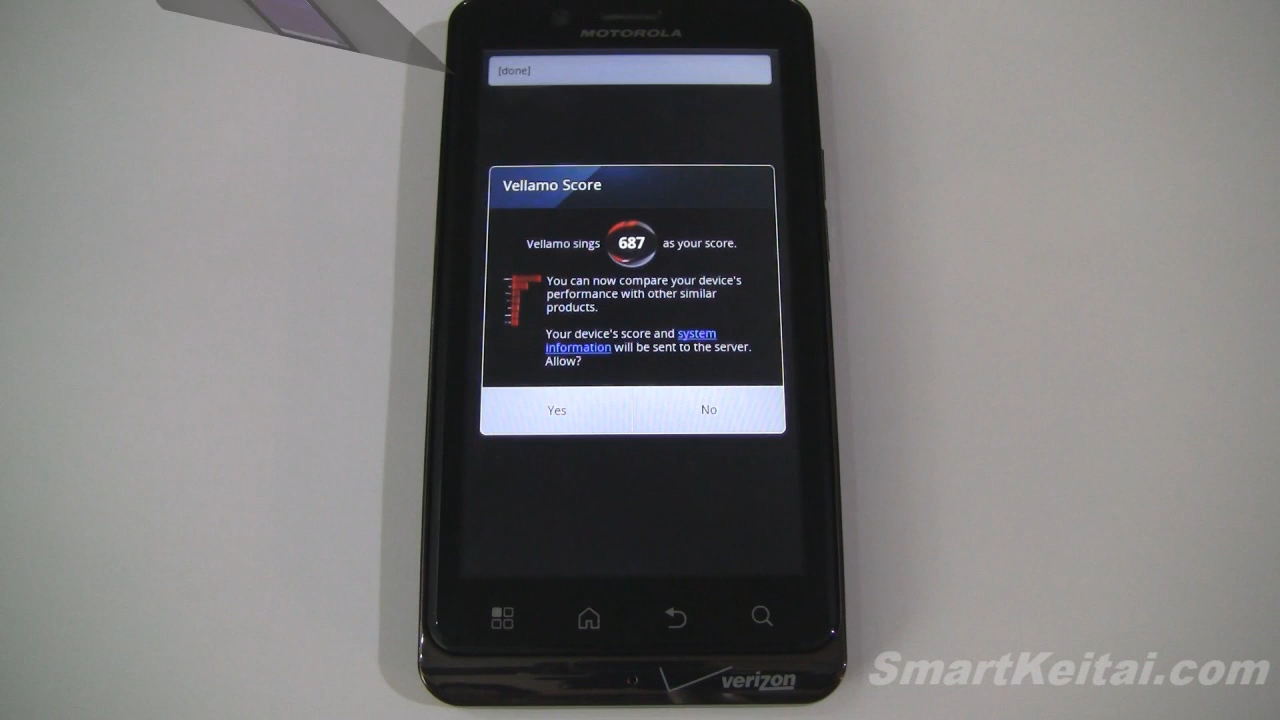 MOTOROLA
[done]
Vellamo Score
Vellamo sings 687 as your score.
You can now compare your device's
performance with other similar
products.
Your device's score and system
information will be sent to the server.
Allow?
Yes No
verizon
SmartKeitai.com